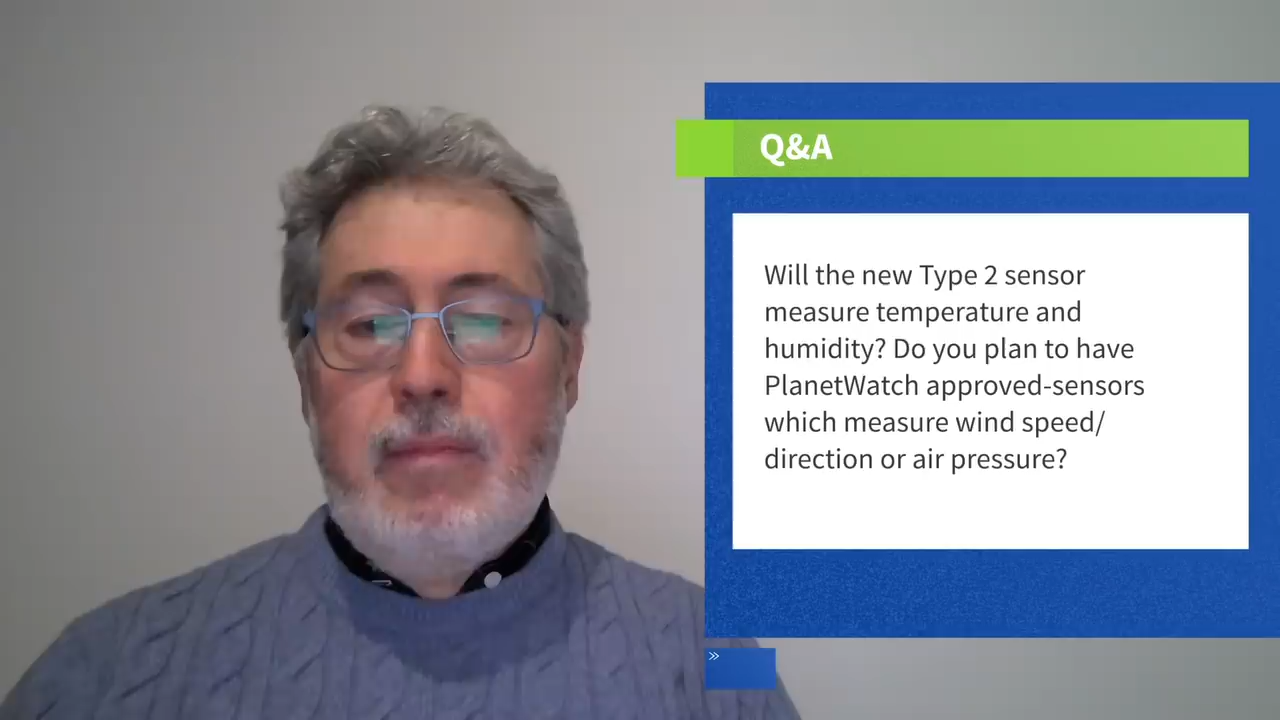 Q&A
Will the new Type 2 sensor
measure temperature and
humidity? Do you plan to have
PlanetWatch approved-sensors
which measure wind speed/
direction or air pressure?
»